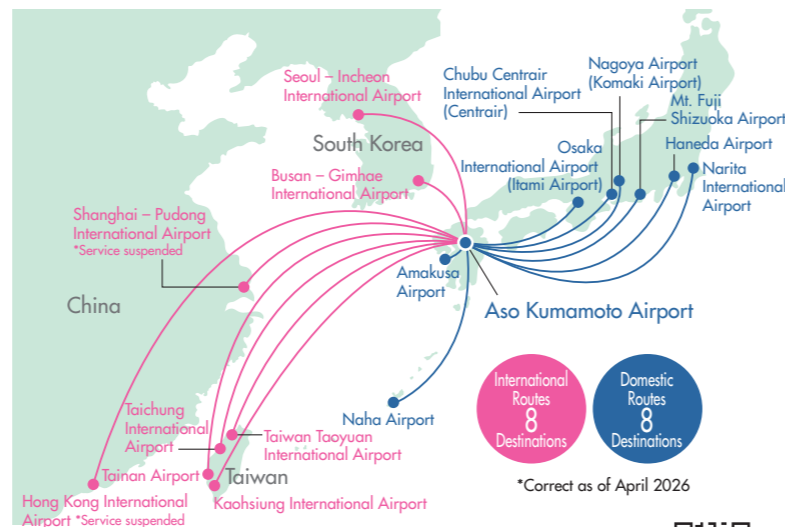 Seoul – Incheon
International Airport
South Korea
Busan – Gimhae
International Airport
Shanghai – Pudong
International Airport
*Service suspended
China
Chubu Centrair
International Airport
(Centrair)
Nagoya Airport
(Komaki Airport)
Mt. Fuji
Shizuoka Airport
Osaka
International Airport
(Itami Airport)
Haneda Airport
Narita
International
Airport
Amakusa
Airport
Aso Kumamoto Airport
Naha Airport
International
Routes
8
Destinations
Domestic
Routes
8
Destinations
*Correct as of April 2026
Taichung
International
Airport
Taiwan Taoyuan
International Airport
Tainan Airport
Taiwan
Hong Kong International
Airport *Service suspended
Kaohsiung International Airport